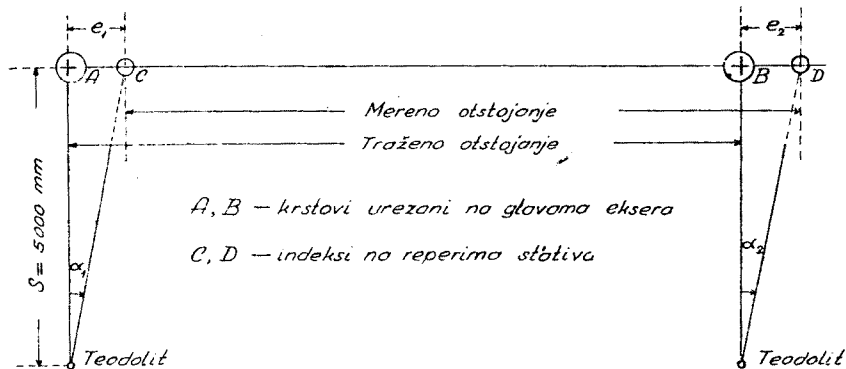 e₁ e₂
A C B D
Mereno otstojanje
Traženo otstojanje
S = 5000 mm
A, B — krstovi urezani na glavama eksera
C, D — indeksi na reperima stativa
α₁ α₂
Teodolit Teodolit